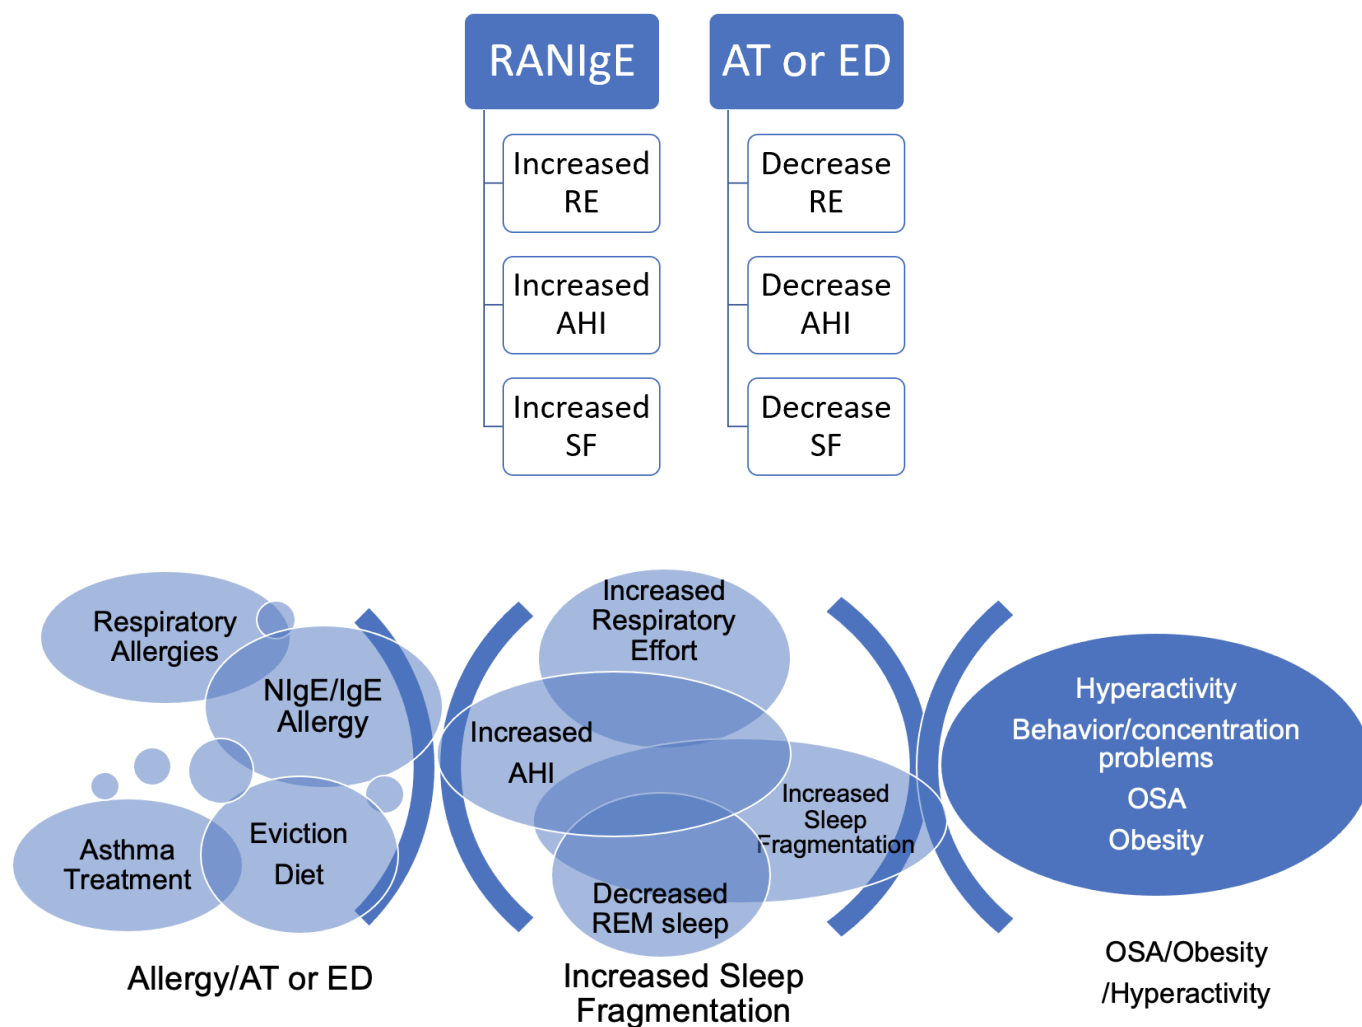 RANIgE
Increased
RE
Increased
AHI
Increased
SF
AT or ED
Decrease
RE
Decrease
AHI
Decrease
SF
Respiratory
Allergies
NIgE/IgE
Allergy
Asthma
Treatment
Eviction
Diet
Allergy/AT or ED
Increased
Respiratory
Effort
Increased
AHI
Increased
Sleep
Fragmentation
Decreased
REM sleep
Increased Sleep
Fragmentation
Hyperactivity
Behavior/concentration
problems
OSA
Obesity
OSA/Obesity
/Hyperactivity